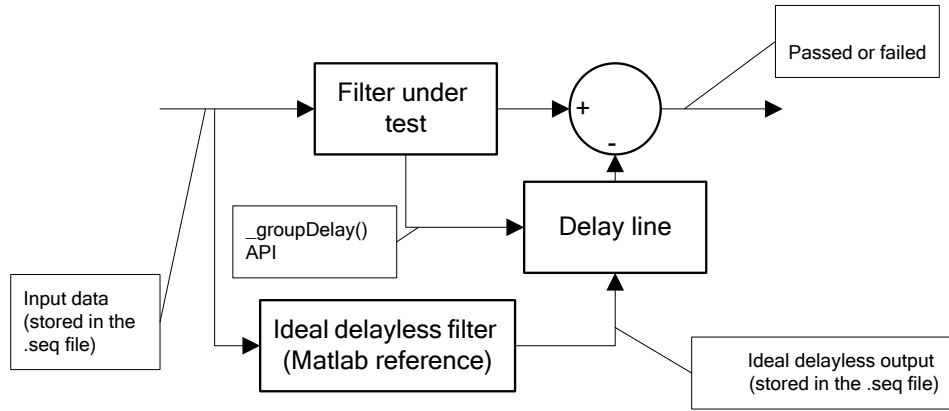 Passed or failed
Filter under
test
+
-
_groupDelay()
API
Delay line
Input data
(stored in the
.seq file)
Ideal delayless filter
(Matlab reference)
Ideal delayless output
(stored in the .seq file)